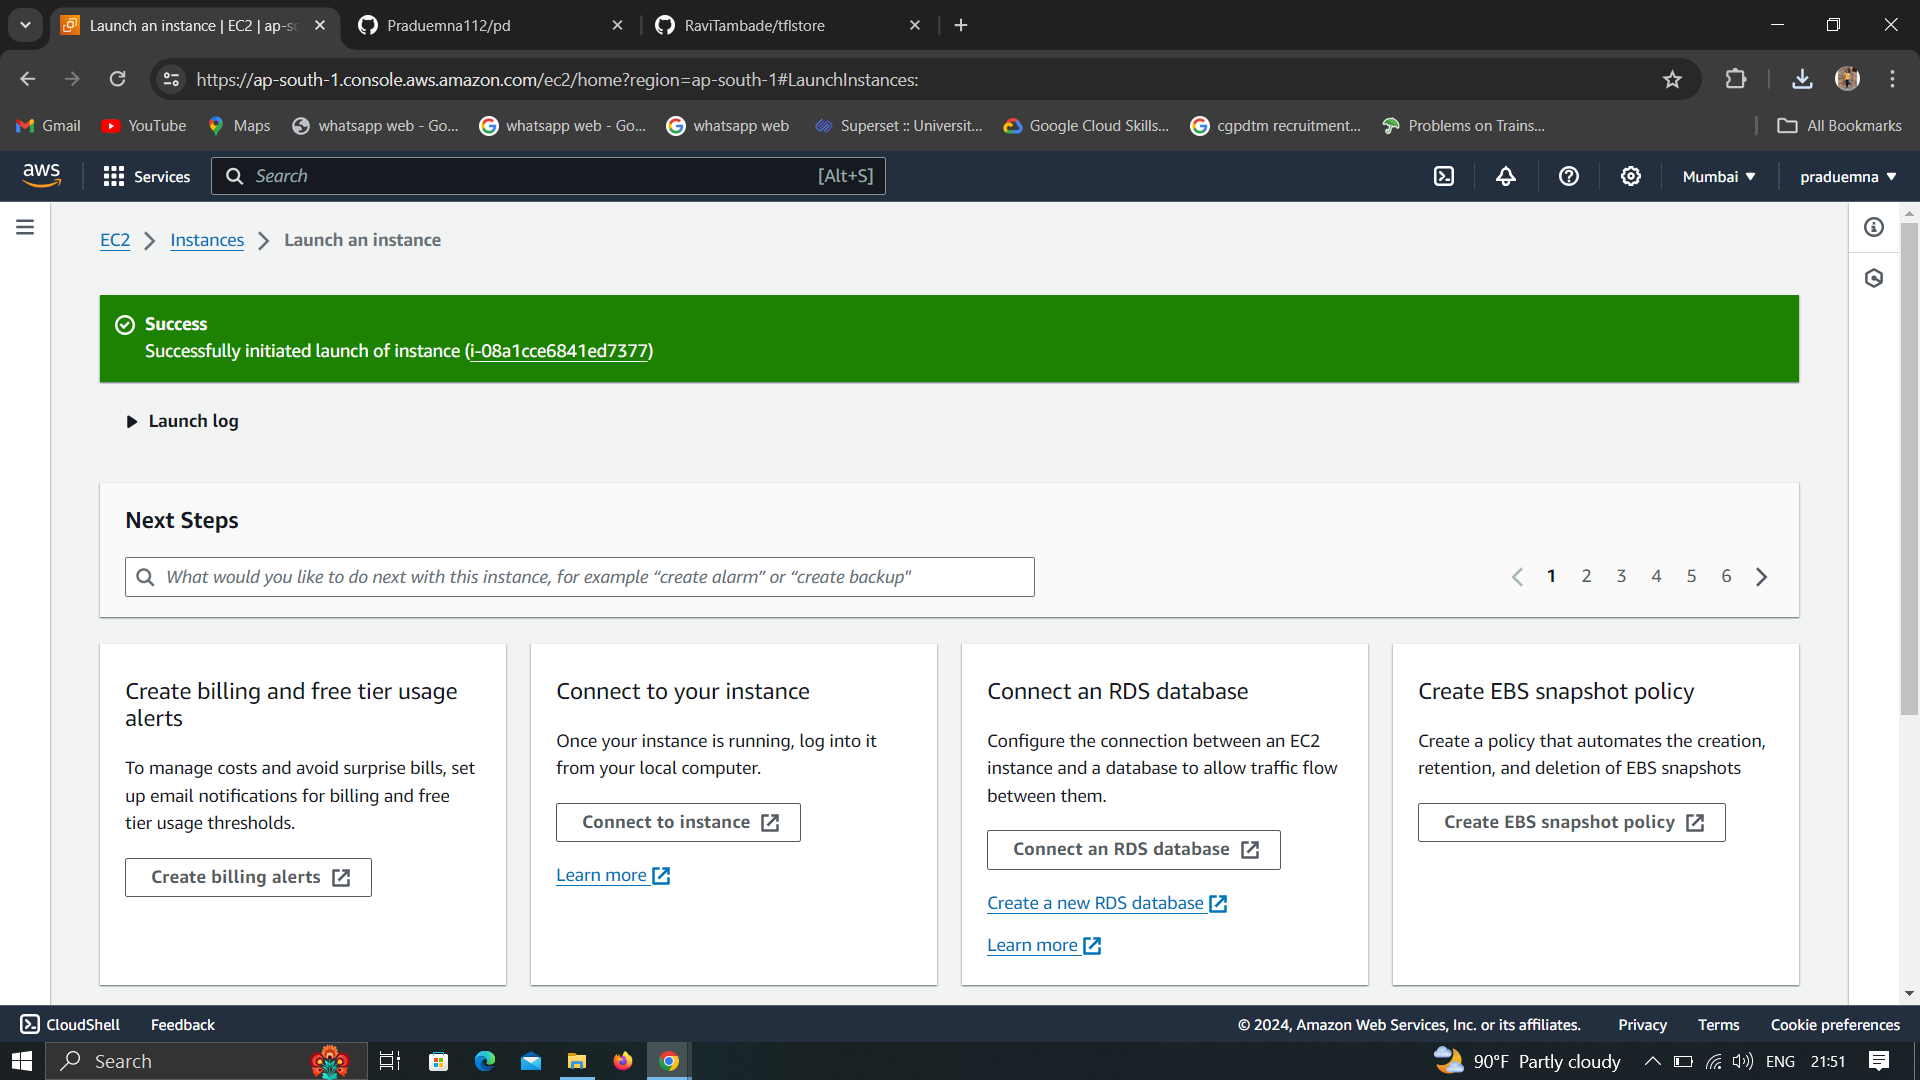 Launch an instance | EC2 | ap-so
Praduemna112/pd
RaviTambade/tflstore
https://ap-south-1.console.aws.amazon.com/ec2/home?region=ap-south-1#LaunchInstances:
Gmail
YouTube
Maps
whatsapp web - Go...
whatsapp web - Go...
whatsapp web
Superset :: Universit...
Google Cloud Skills...
cgpdtm recruitment...
Problems on Trains...
All Bookmarks
aws
Services
Search
[Alt+S]
Mumbai
praduemna
EC2
Instances
Launch an instance
Success
Successfully initiated launch of instance (i-08a1cce6841ed7377)
Launch log
Next Steps
What would you like to do next with this instance, for example “create alarm” or “create backup"
1 2 3 4 5 6
Create billing and free tier usage
alerts
To manage costs and avoid surprise bills, set
up email notifications for billing and free
tier usage thresholds.
Create billing alerts
Connect to your instance
Once your instance is running, log into it
from your local computer.
Connect to instance
Learn more
Connect an RDS database
Configure the connection between an EC2
instance and a database to allow traffic flow
between them.
Connect an RDS database
Create a new RDS database
Learn more
Create EBS snapshot policy
Create a policy that automates the creation,
retention, and deletion of EBS snapshots
Create EBS snapshot policy
CloudShell
Feedback
© 2024, Amazon Web Services, Inc. or its affiliates.
Privacy
Terms
Cookie preferences
Search
90°F Partly cloudy
ENG
21:51